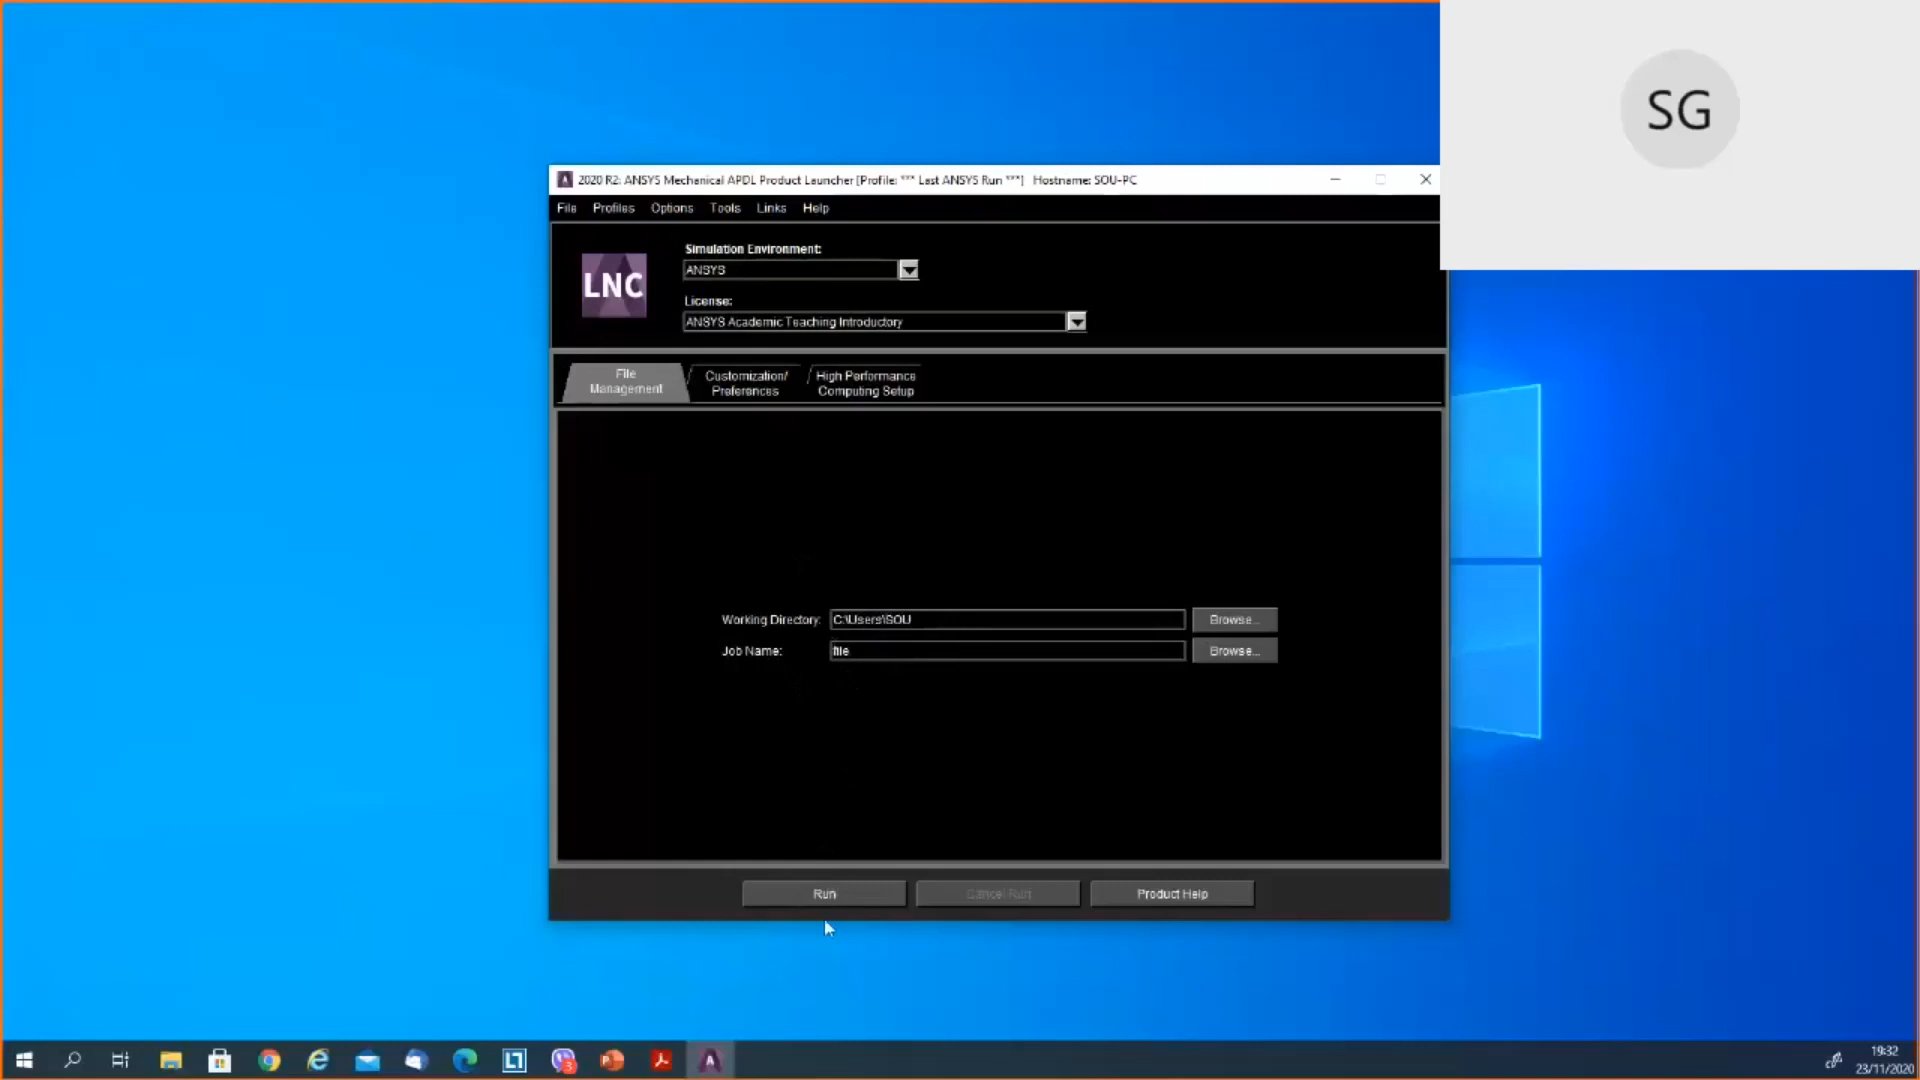 SG
2020 R2: ANSYS Mechanical APDL Product Launcher [Profile: *** Last ANSYS Run ***] Hostname: SOU-PC
File Profiles Options Tools Links Help
LNC
Simulation Environment:
ANSYS
License:
ANSYS Academic Teaching Introductory
File
Management
Customization/
Preferences
High Performance
Computing Setup
Working Directory: C:\Users\SOU Browse...
Job Name: file Browse...
Run Cancel Run Product Help
3
19:32
23/11/2020